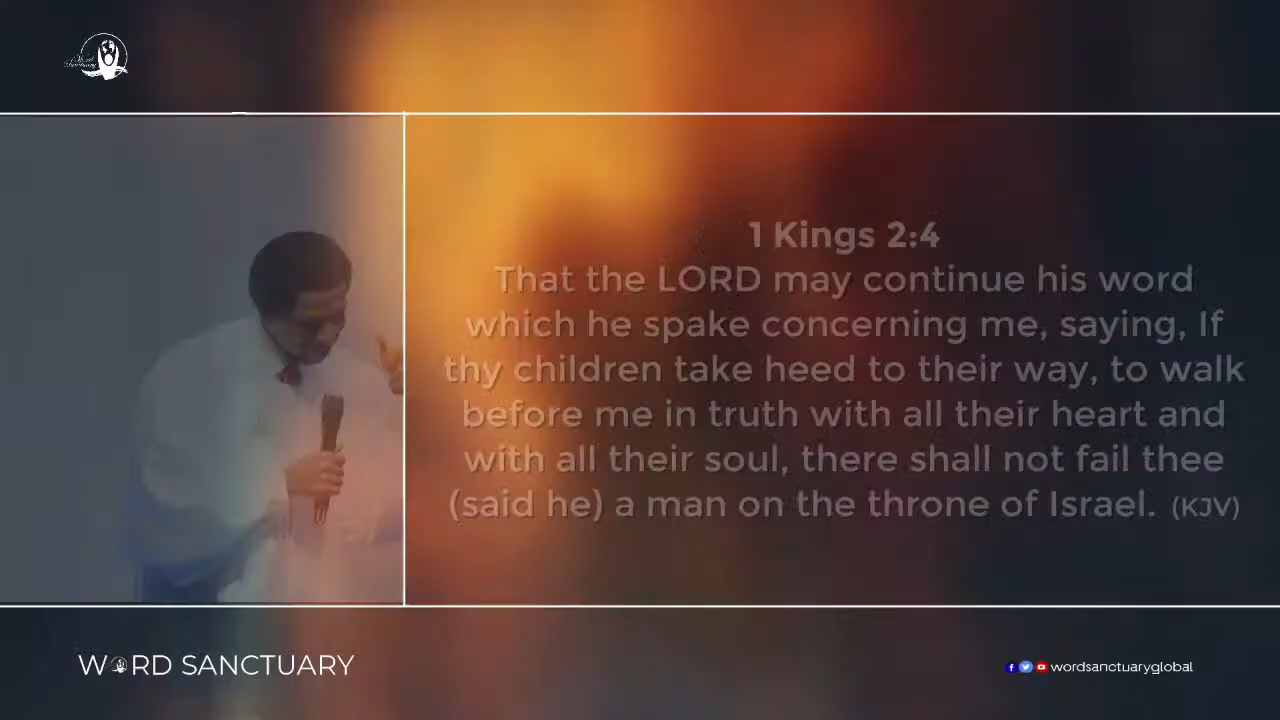 1 Kings 2:4
That the LORD may continue his word
which he spake concerning me, saying, If
thy children take heed to their way, to walk
before me in truth with all their heart and
with all their soul, there shall not fail thee
(said he) a man on the throne of Israel. (KJV)
WORD SANCTUARY
wordsanctuaryglobal